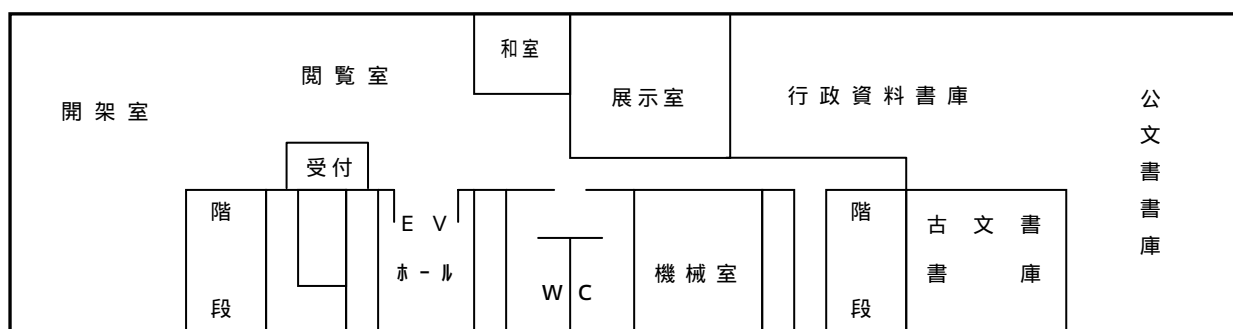 和室
閲覧室
展示室
行政資料書庫
開架室
公文書書庫
受付
階段
EV
ﾎｰﾙ
WC
機械室
階段
古文書
書庫